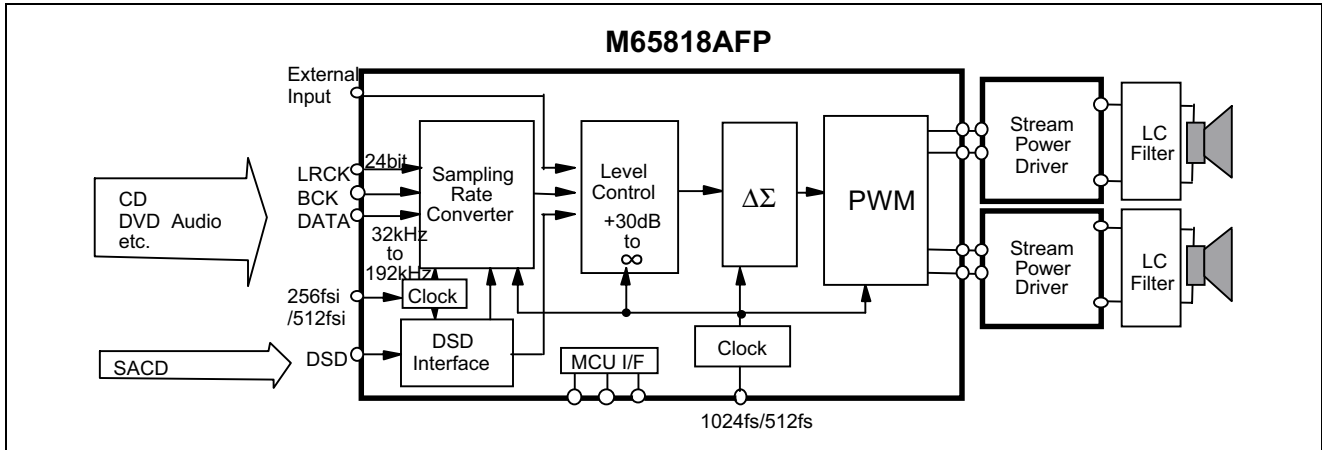 M65818AFP
External
Input
LRCK
24bit
BCK
DATA
32kHz
to
192kHz
256fsi
/512fsi
Clock
DSD
CD
DVD Audio
etc.
SACD
Sampling
Rate
Converter
DSD
Interface
Level
Control
+30dB
to
∞
ΔΣ
PWM
MCU I/F
Clock
1024fs/512fs
Stream
Power
Driver
LC
Filter
Stream
Power
Driver
LC
Filter